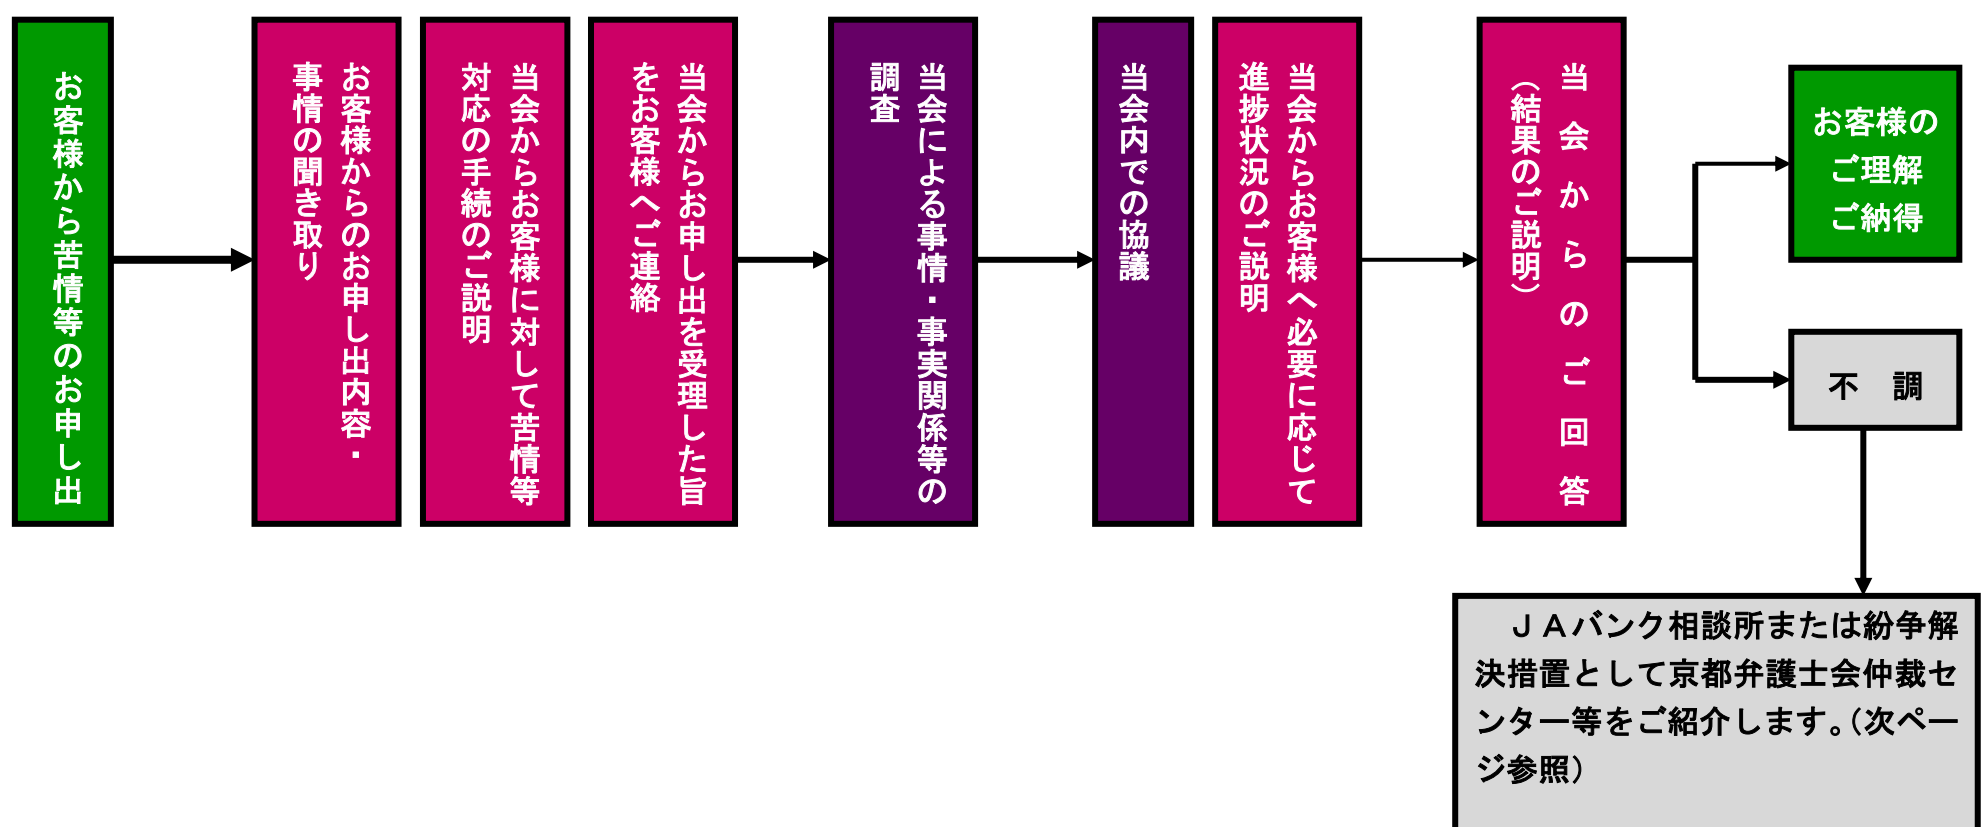 お客様から苦情等のお申し出
お客様からのお申し出内容・
事情の聞き取り
当会からお客様に対して苦情等
対応の手続のご説明
当会からお申し出を受理した旨
をお客様へご連絡
当会による事情・事実関係等の
調査
当会内での協議
当会からお客様へ必要に応じて
進捗状況のご説明
当会からのご回答
（結果のご説明）
お客様の
ご理解
ご納得
不　調
　ＪＡバンク相談所または紛争解
決措置として京都弁護士会仲裁セ
ンター等をご紹介します。（次ペー
ジ参照）